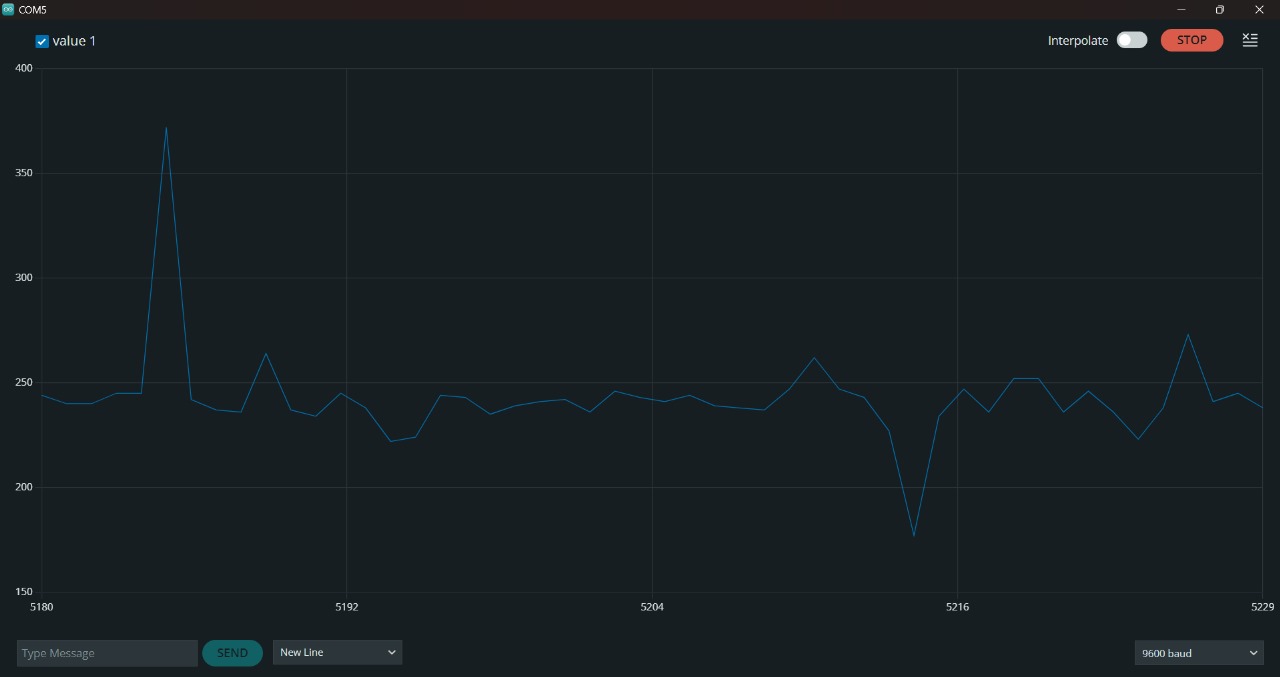 COM5
value 1
Interpolate
STOP
400
350
300
250
200
150
5180
5192
5204
5216
5229
Type Message
SEND
New Line
9600 baud